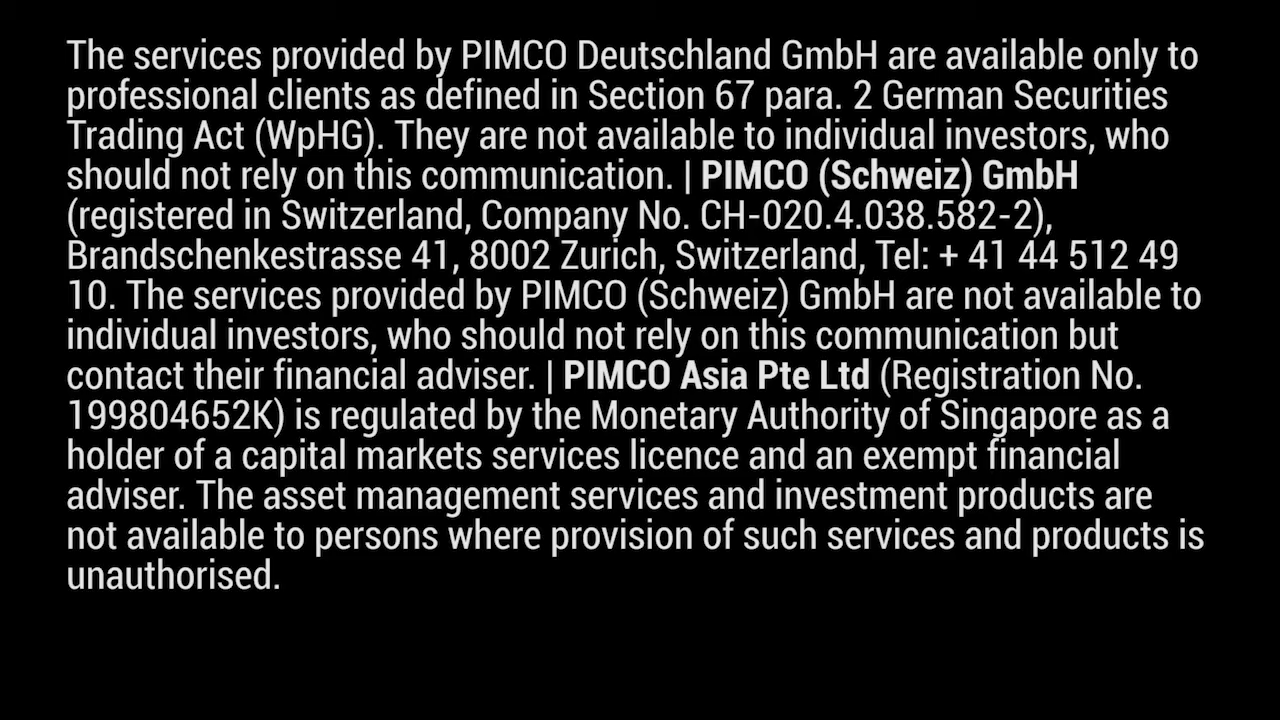 The services provided by PIMCO Deutschland GmbH are available only to
professional clients as defined in Section 67 para. 2 German Securities
Trading Act (WpHG). They are not available to individual investors, who
should not rely on this communication. | PIMCO (Schweiz) GmbH
(registered in Switzerland, Company No. CH-020.4.038.582-2),
Brandschenkestrasse 41, 8002 Zurich, Switzerland, Tel: + 41 44 512 49
10. The services provided by PIMCO (Schweiz) GmbH are not available to
individual investors, who should not rely on this communication but
contact their financial adviser. | PIMCO Asia Pte Ltd (Registration No.
199804652K) is regulated by the Monetary Authority of Singapore as a
holder of a capital markets services licence and an exempt financial
adviser. The asset management services and investment products are
not available to persons where provision of such services and products is
unauthorised.